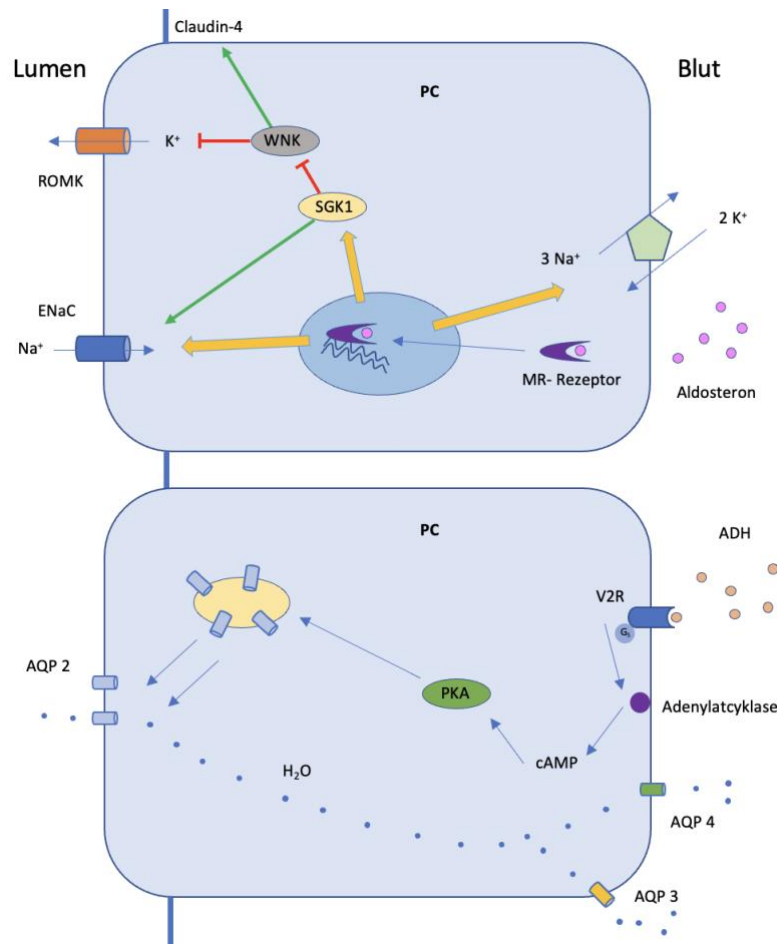 Claudin-4
Lumen
Blut
PC
K⁺
WNK
ROMK
SGK1
2 K⁺
3 Na⁺
ENaC
Na⁺
MR- Rezeptor
Aldosteron
PC
ADH
V2R
Gₛ
AQP 2
PKA
Adenylatcyklase
cAMP
H₂O
AQP 4
AQP 3